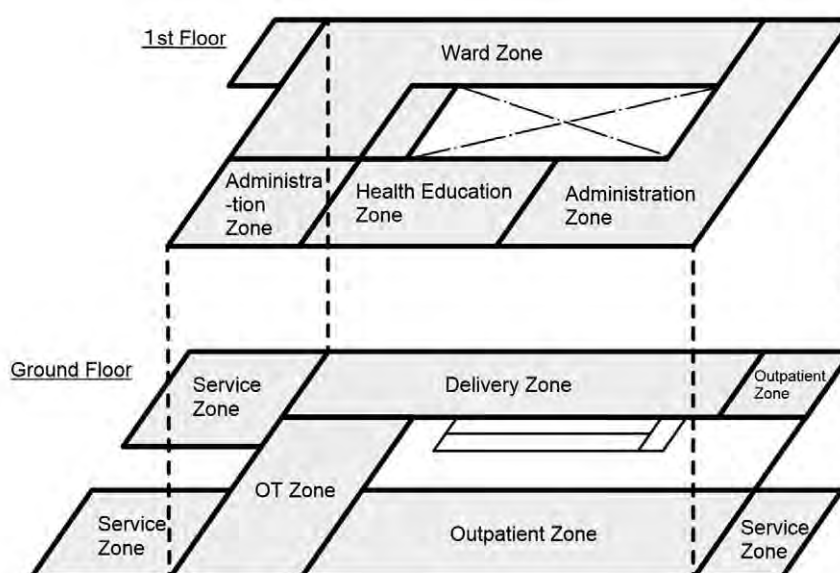 1st Floor
Ward Zone
Administra
-tion
Zone
Health Education
Zone
Administration
Zone
Ground Floor
Service
Zone
Delivery Zone
Outpatient
Zone
OT Zone
Service
Zone
Outpatient Zone
Service
Zone